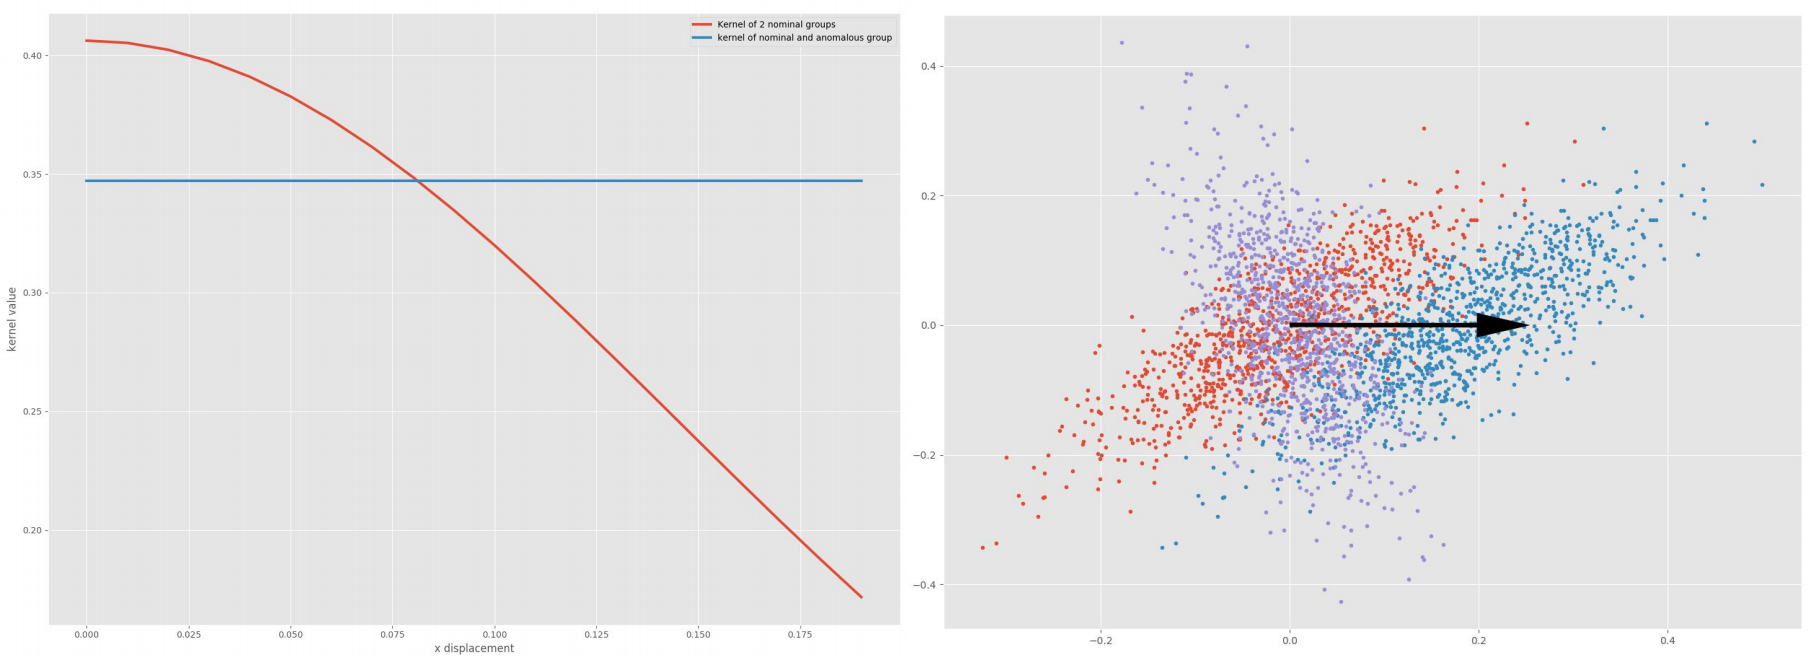 Kernel of 2 nominal groups
kernel of nominal and anomalous group
0.40
0.35
0.30
0.25
0.20
kernel value
0.000 0.025 0.050 0.075 0.100 0.125 0.150 0.175
x displacement
0.4
0.2
0.0
−0.2
−0.4
−0.2 0.0 0.2 0.4